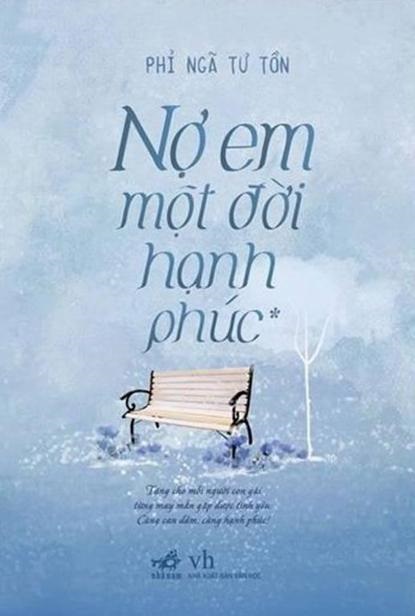 PHỈ NGÃ TƯ TỒN
Nợ em
một đời
hạnh
phúc*
Tặng cho mỗi người con gái
từng may mắn gặp được tình yêu.
Càng can đảm, càng hạnh phúc!
nhã nam
vh
NHÀ XUẤT BẢN VĂN HỌC